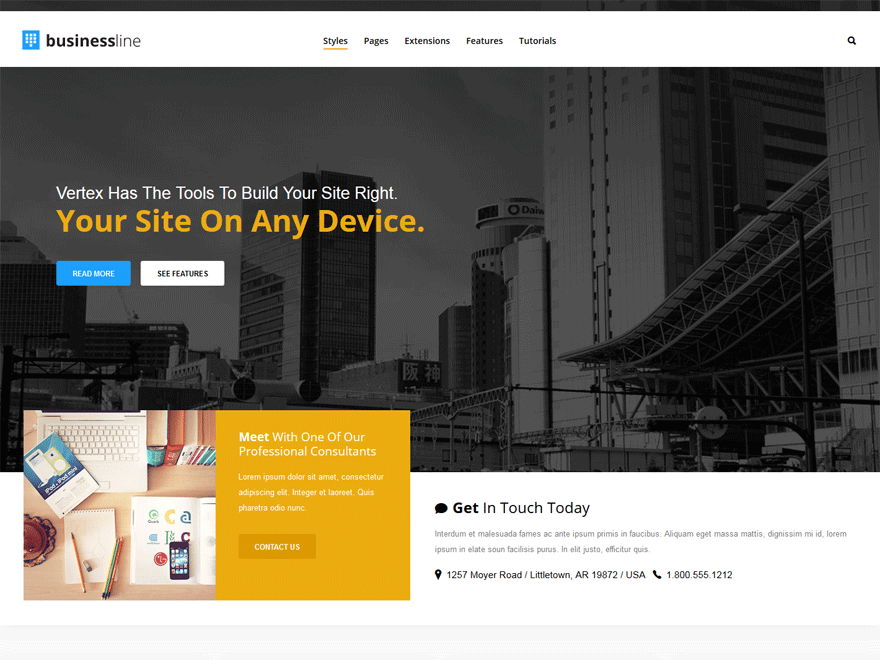 businessline
Styles Pages Extensions Features Tutorials
Vertex Has The Tools To Build Your Site Right.
Your Site On Any Device.
READ MORE SEE FEATURES
阪神
Meet With One Of Our
Professional Consultants
Lorem ipsum dolor sit amet, consectetur
adipiscing elit. Integer et laoreet. Quis
pharetra odio nunc.
CONTACT US
Get In Touch Today
Interdum et malesuada fames ac ante ipsum primis in faucibus. Aliquam eget massa mattis, dignissim mi id, lorem
ipsum in elate soun facilisis purus. In elit justo, efficitur quis.
1257 Moyer Road / Littletown, AR 19872 / USA 1.800.555.1212